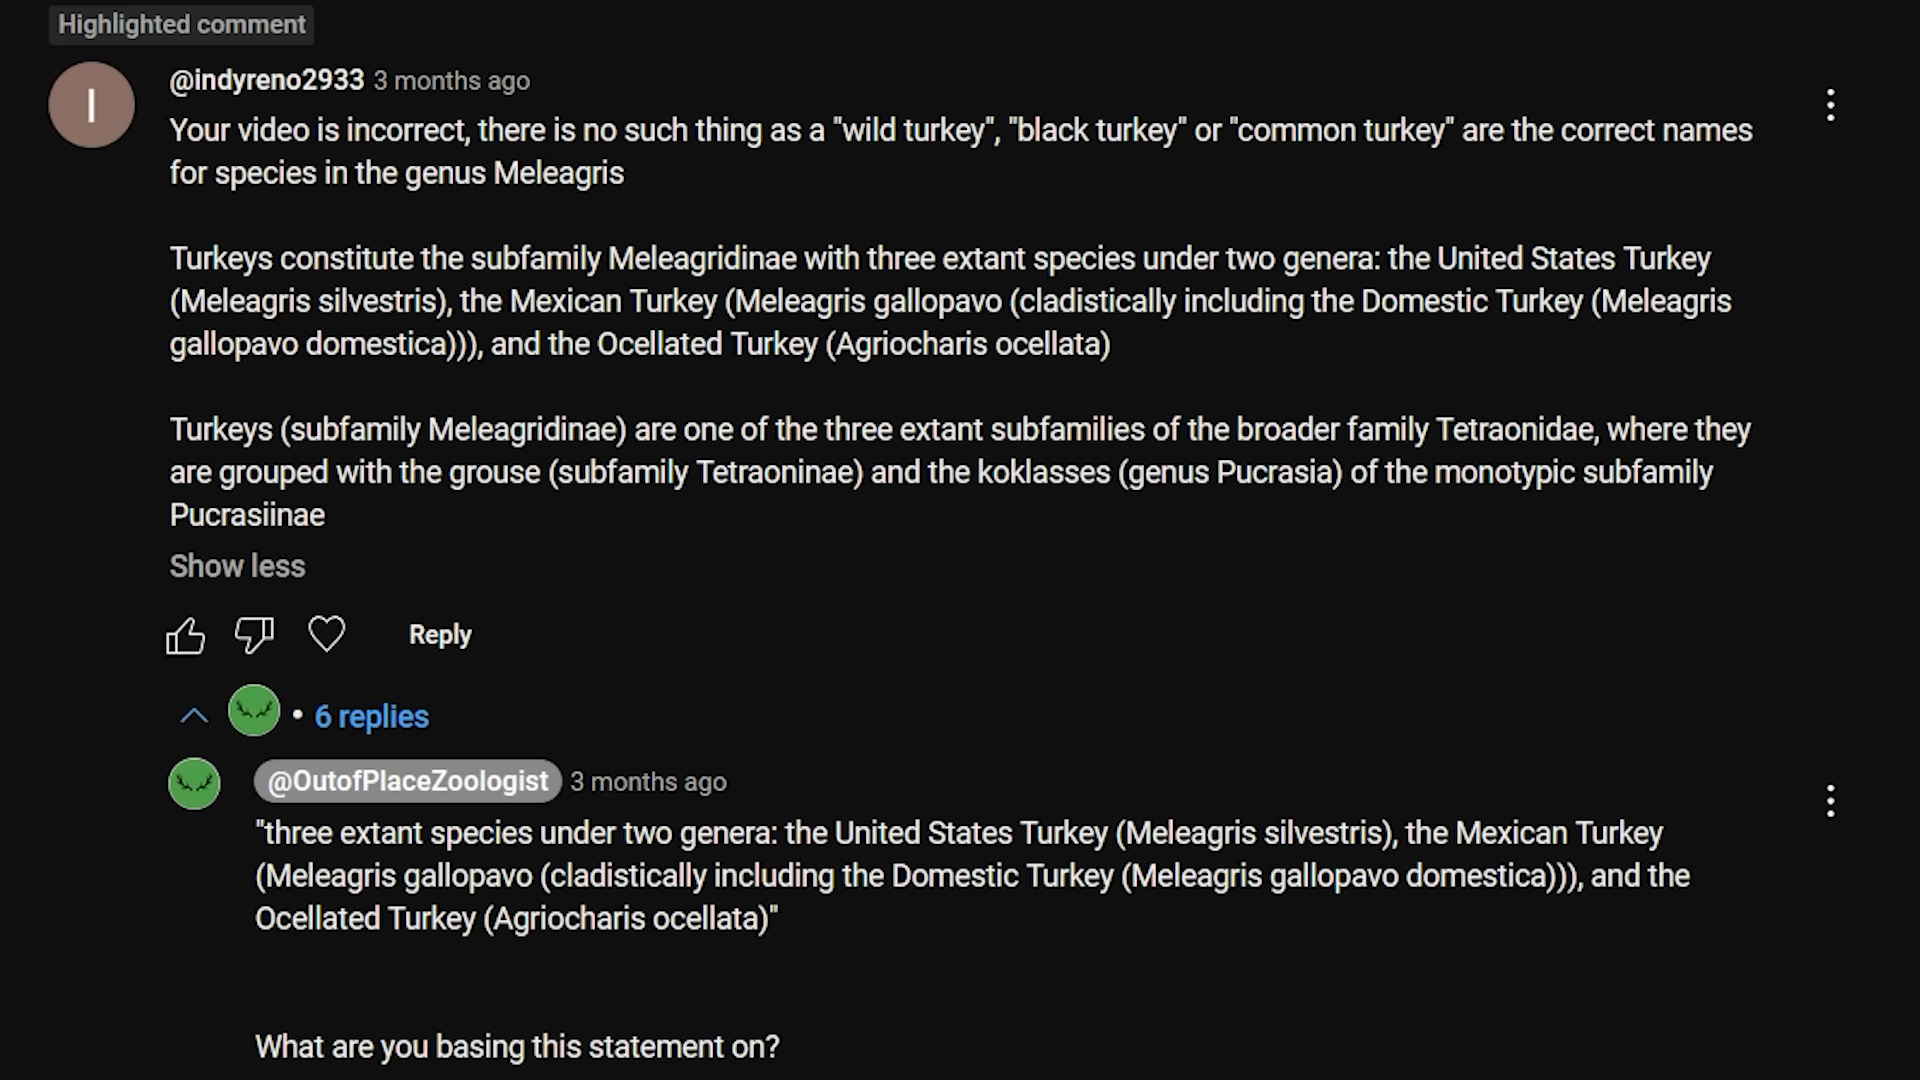 Highlighted comment
I
@indyreno2933 3 months ago
Your video is incorrect, there is no such thing as a "wild turkey", "black turkey" or "common turkey" are the correct names
for species in the genus Meleagris
Turkeys constitute the subfamily Meleagridinae with three extant species under two genera: the United States Turkey
(Meleagris silvestris), the Mexican Turkey (Meleagris gallopavo (cladistically including the Domestic Turkey (Meleagris
gallopavo domestica))), and the Ocellated Turkey (Agriocharis ocellata)
Turkeys (subfamily Meleagridinae) are one of the three extant subfamilies of the broader family Tetraonidae, where they
are grouped with the grouse (subfamily Tetraoninae) and the koklasses (genus Pucrasia) of the monotypic subfamily
Pucrasiinae
Show less
Reply
• 6 replies
@OutofPlaceZoologist 3 months ago
"three extant species under two genera: the United States Turkey (Meleagris silvestris), the Mexican Turkey
(Meleagris gallopavo (cladistically including the Domestic Turkey (Meleagris gallopavo domestica))), and the
Ocellated Turkey (Agriocharis ocellata)"
What are you basing this statement on?